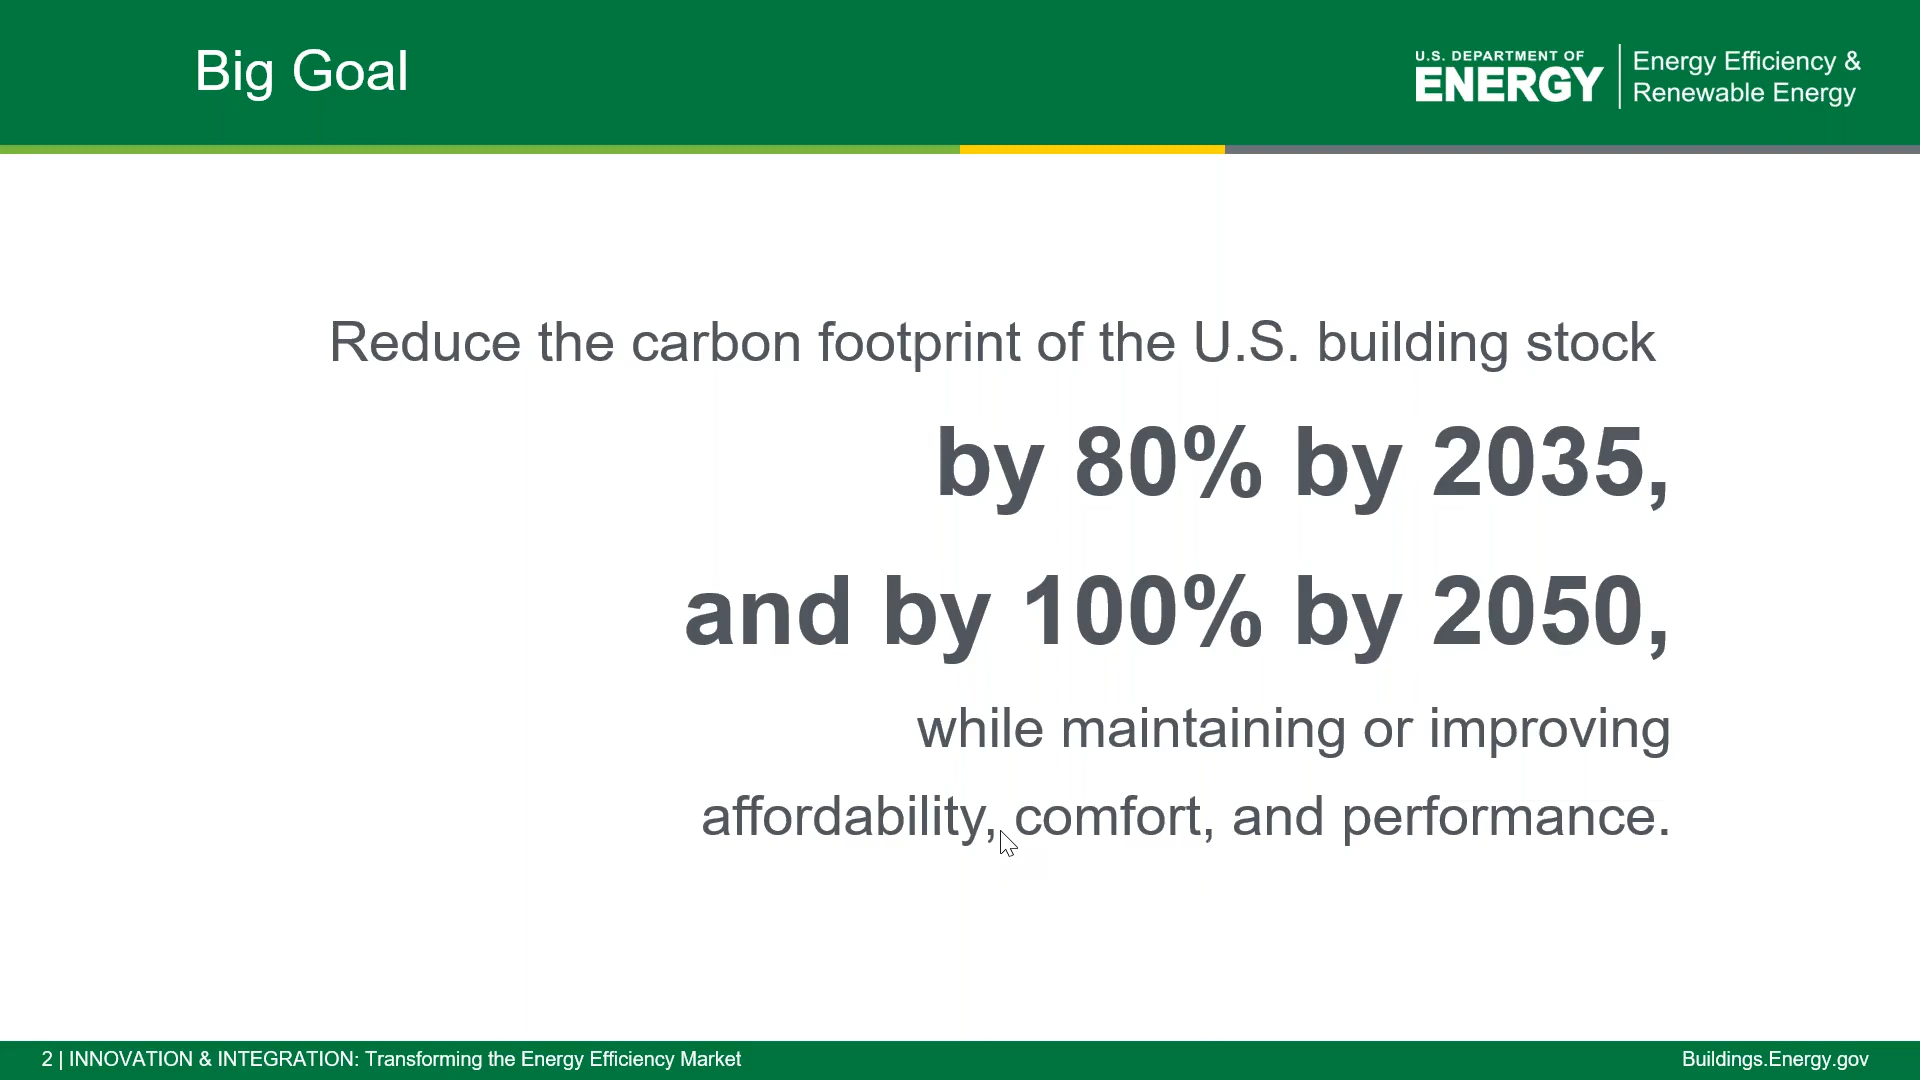 Big Goal
U.S. DEPARTMENT OF
ENERGY
Energy Efficiency &
Renewable Energy
Reduce the carbon footprint of the U.S. building stock
by 80% by 2035,
and by 100% by 2050,
while maintaining or improving
affordability, comfort, and performance.
2 | INNOVATION & INTEGRATION: Transforming the Energy Efficiency Market
Buildings.Energy.gov